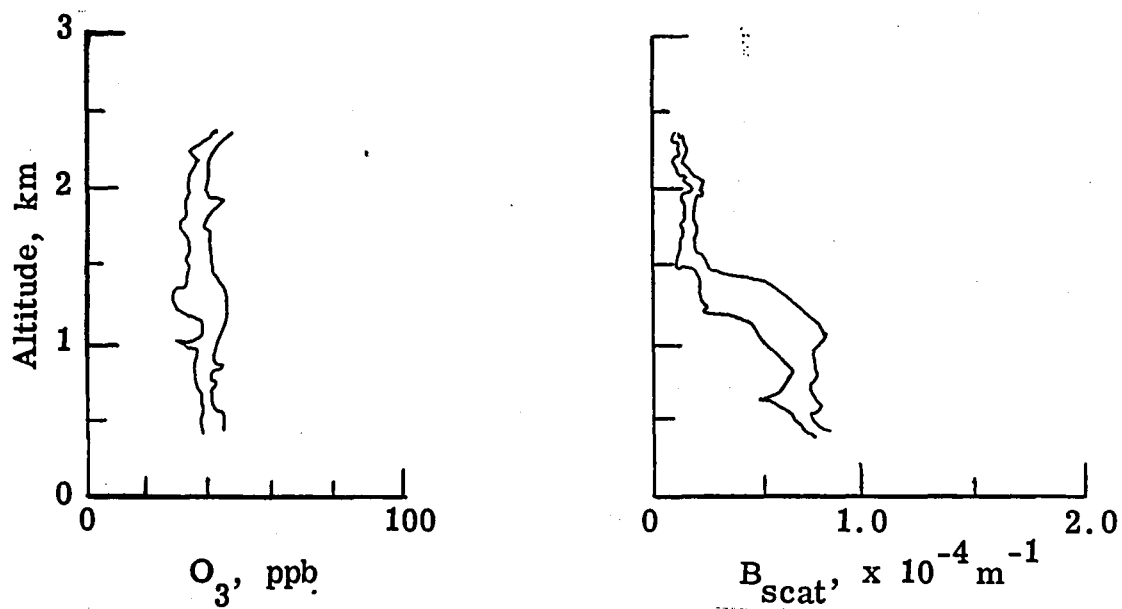 3
2
1
0
Altitude, km
0 100
O3, ppb.
0 1.0 2.0
Bscat, x 10-4 m-1